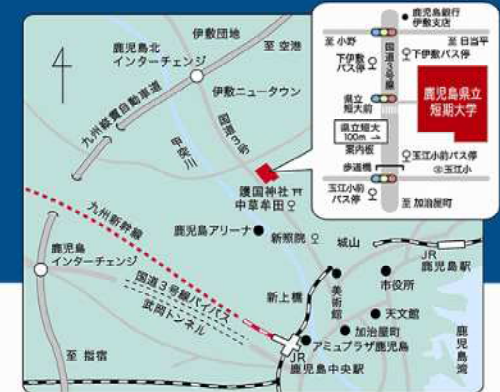 伊敷団地
至 空港
鹿児島北
インターチェンジ
伊敷ニュータウン
九州縦貫自動車道
国道3号
甲突川
護国神社
中草牟田
九州新幹線
鹿児島アリーナ
新照院
城山
JR
鹿児島駅
鹿児島
インターチェンジ
国道3号線バイパス
武岡トンネル
新上橋
美術館
市役所
天文館
加治屋町
アミュプラザ鹿児島
JR
鹿児島中央駅
至 指宿
鹿児島湾
鹿児島銀行
伊敷支店
至 小野
国道3号線
至 日当平
下伊敷
バス停
下伊敷バス停
県立
短大前
鹿児島県立
短期大学
県立短大
100m →
案内板
歩道橋
玉江小前バス停
玉江小
玉江小前
バス停
至 加治屋町